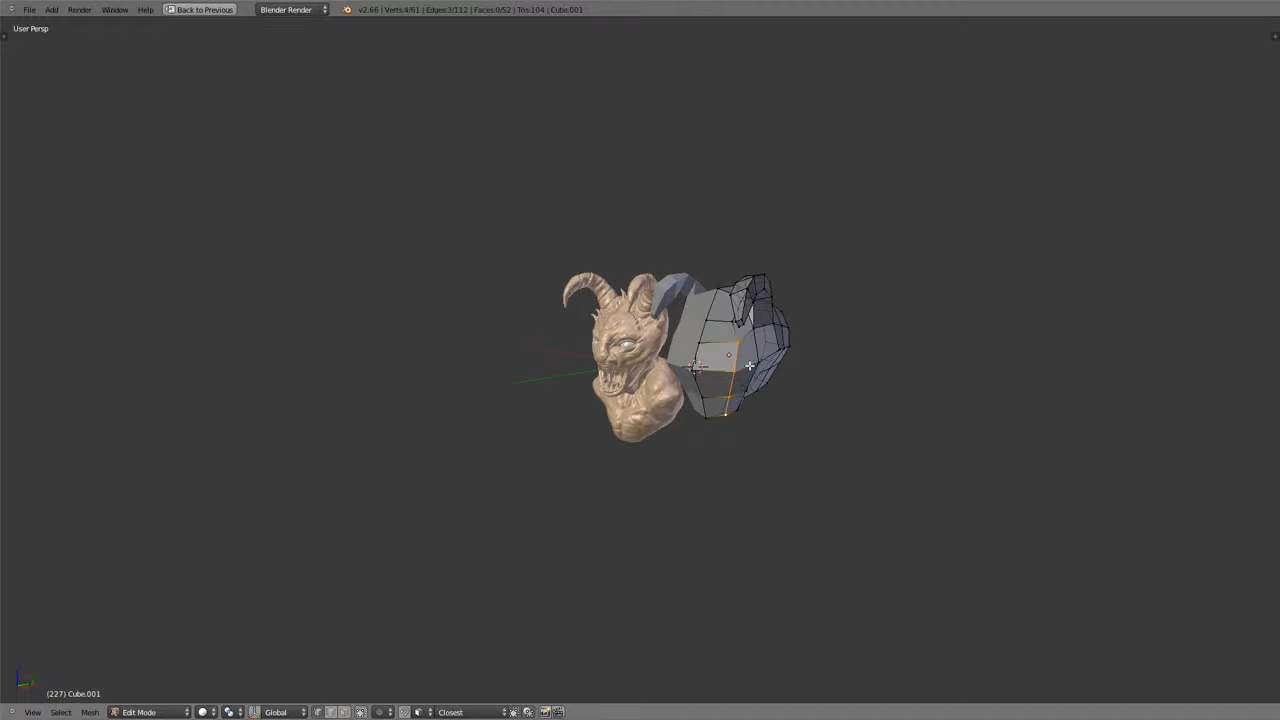 File Add Render Window Help Back to Previous Blender Render v2.66 | Verts:4/61 | Edges:3/112 | Faces:0/52 | Tris:104 | Cube.001
User Persp
(227) Cube.001
View Select Mesh Edit Mode Global Closest